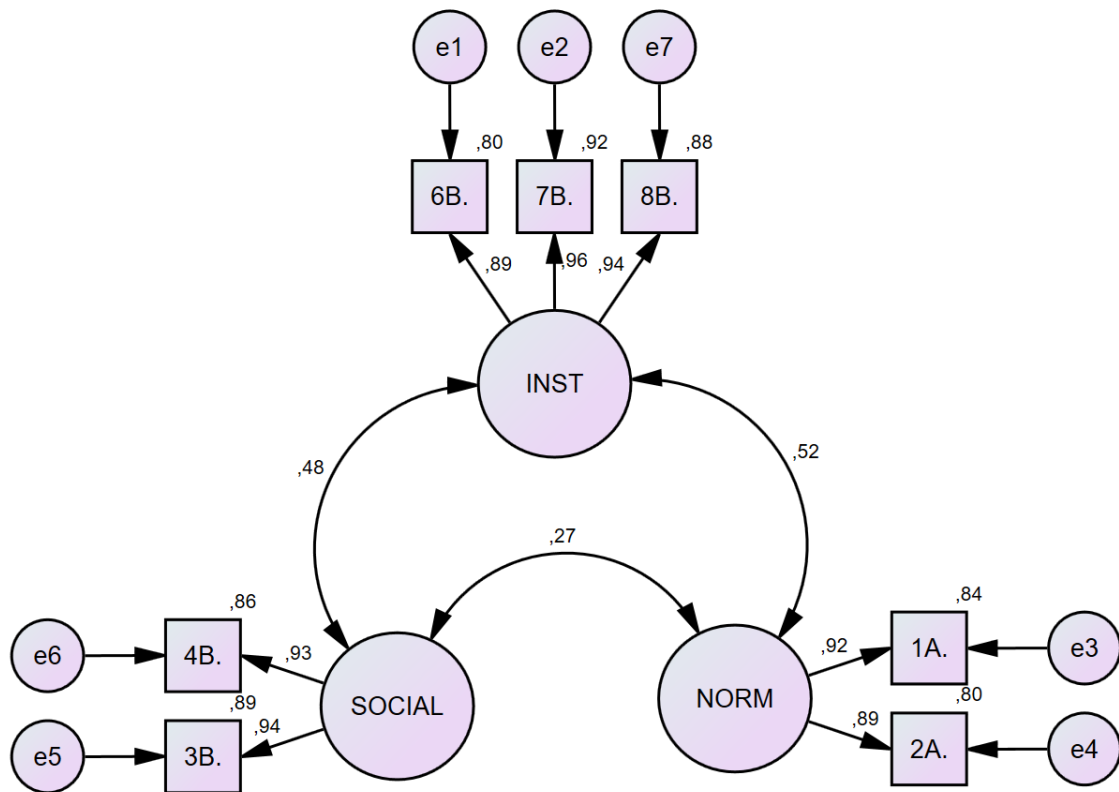 e1 e2 e7
,80 ,92 ,88
6B. 7B. 8B.
,89 ,96 ,94
INST
,48 ,52
,27
,86 ,84
e6 4B. ,93 ,92 1A. e3
SOCIAL NORM
,89 ,94 ,89 ,80
e5 3B. 2A. e4